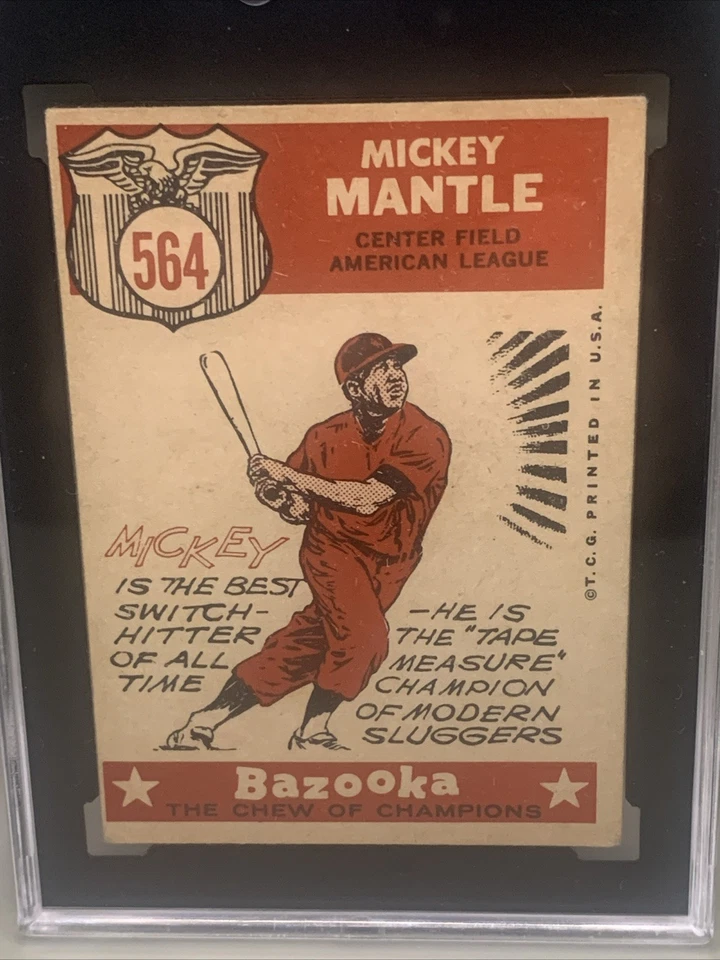 564
MICKEY
MANTLE
CENTER FIELD
AMERICAN LEAGUE
©T.C.G. PRINTED IN U.S.A.
MICKEY
IS THE BEST
SWITCH-
HITTER
OF ALL
TIME
—HE IS
THE "TAPE
MEASURE"
CHAMPION
OF MODERN
SLUGGERS
Bazooka
THE CHEW OF CHAMPIONS